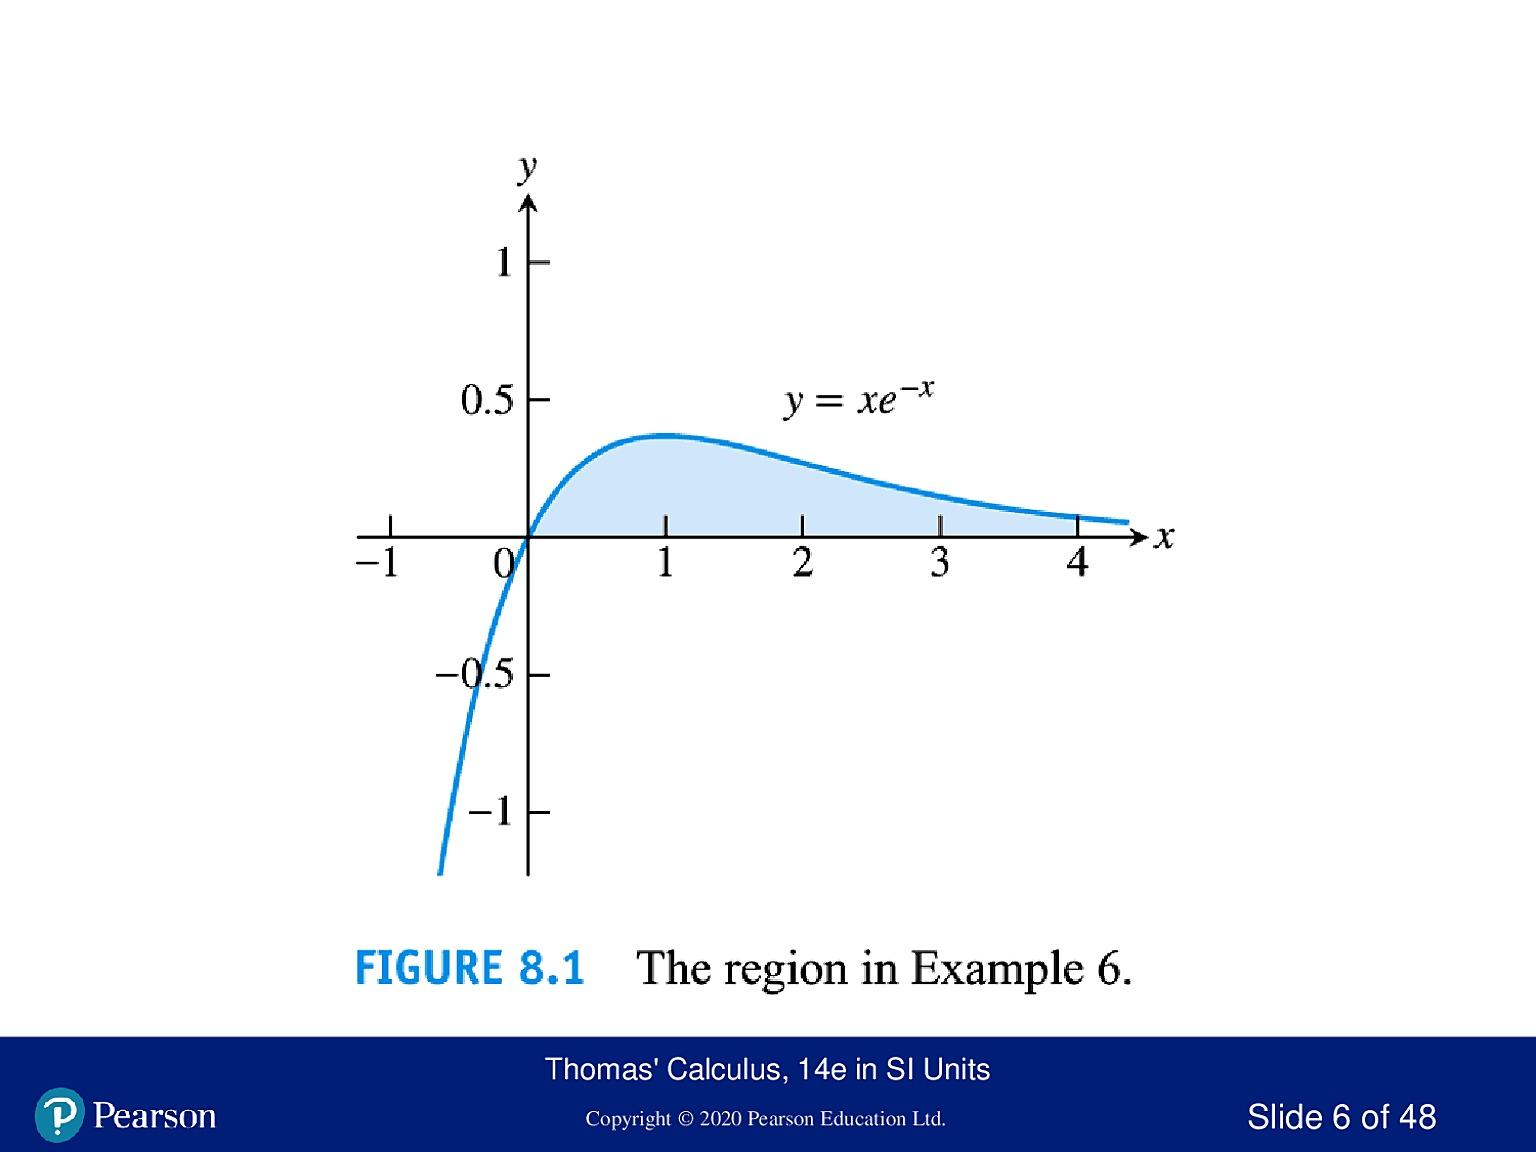 y
1
0.5
y = xe⁻ˣ
−1 0 1 2 3 4 x
−0.5
−1
FIGURE 8.1 The region in Example 6.
Thomas' Calculus, 14e in SI Units
Pearson
Copyright © 2020 Pearson Education Ltd.
Slide 6 of 48